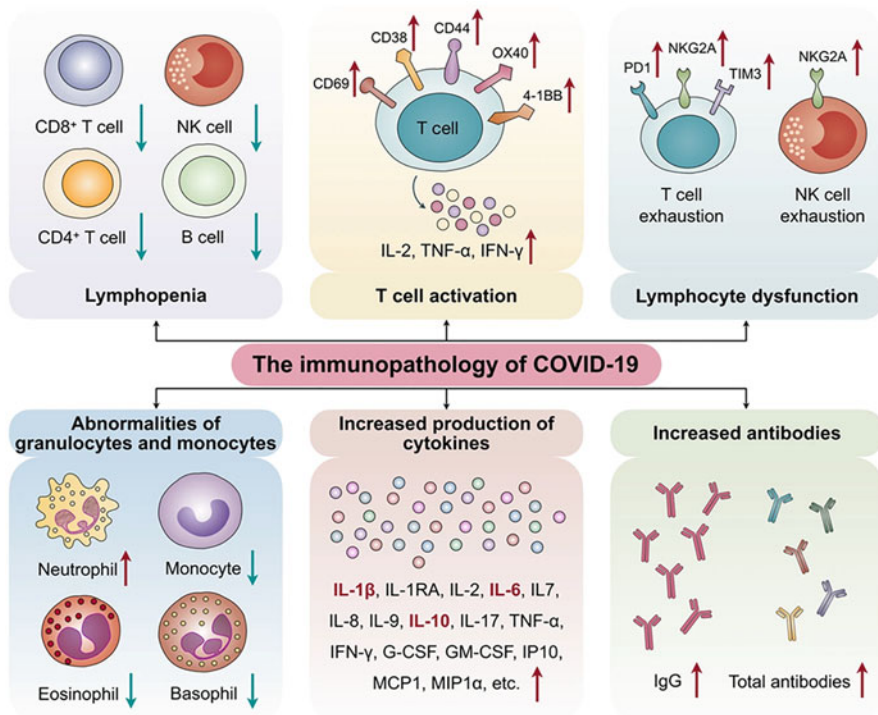 CD8⁺ T cell
NK cell
CD4⁺ T cell
B cell
Lymphopenia
CD69
CD38
CD44
OX40
4-1BB
T cell
IL-2, TNF-α, IFN-γ
T cell activation
PD1
NKG2A
TIM3
NKG2A
T cell
exhaustion
NK cell
exhaustion
Lymphocyte dysfunction
The immunopathology of COVID-19
Abnormalities of
granulocytes and monocytes
Neutrophil
Monocyte
Eosinophil
Basophil
Increased production of
cytokines
IL-1β, IL-1RA, IL-2, IL-6, IL7,
IL-8, IL-9, IL-10, IL-17, TNF-α,
IFN-γ, G-CSF, GM-CSF, IP10,
MCP1, MIP1α, etc.
Increased antibodies
IgG
Total antibodies